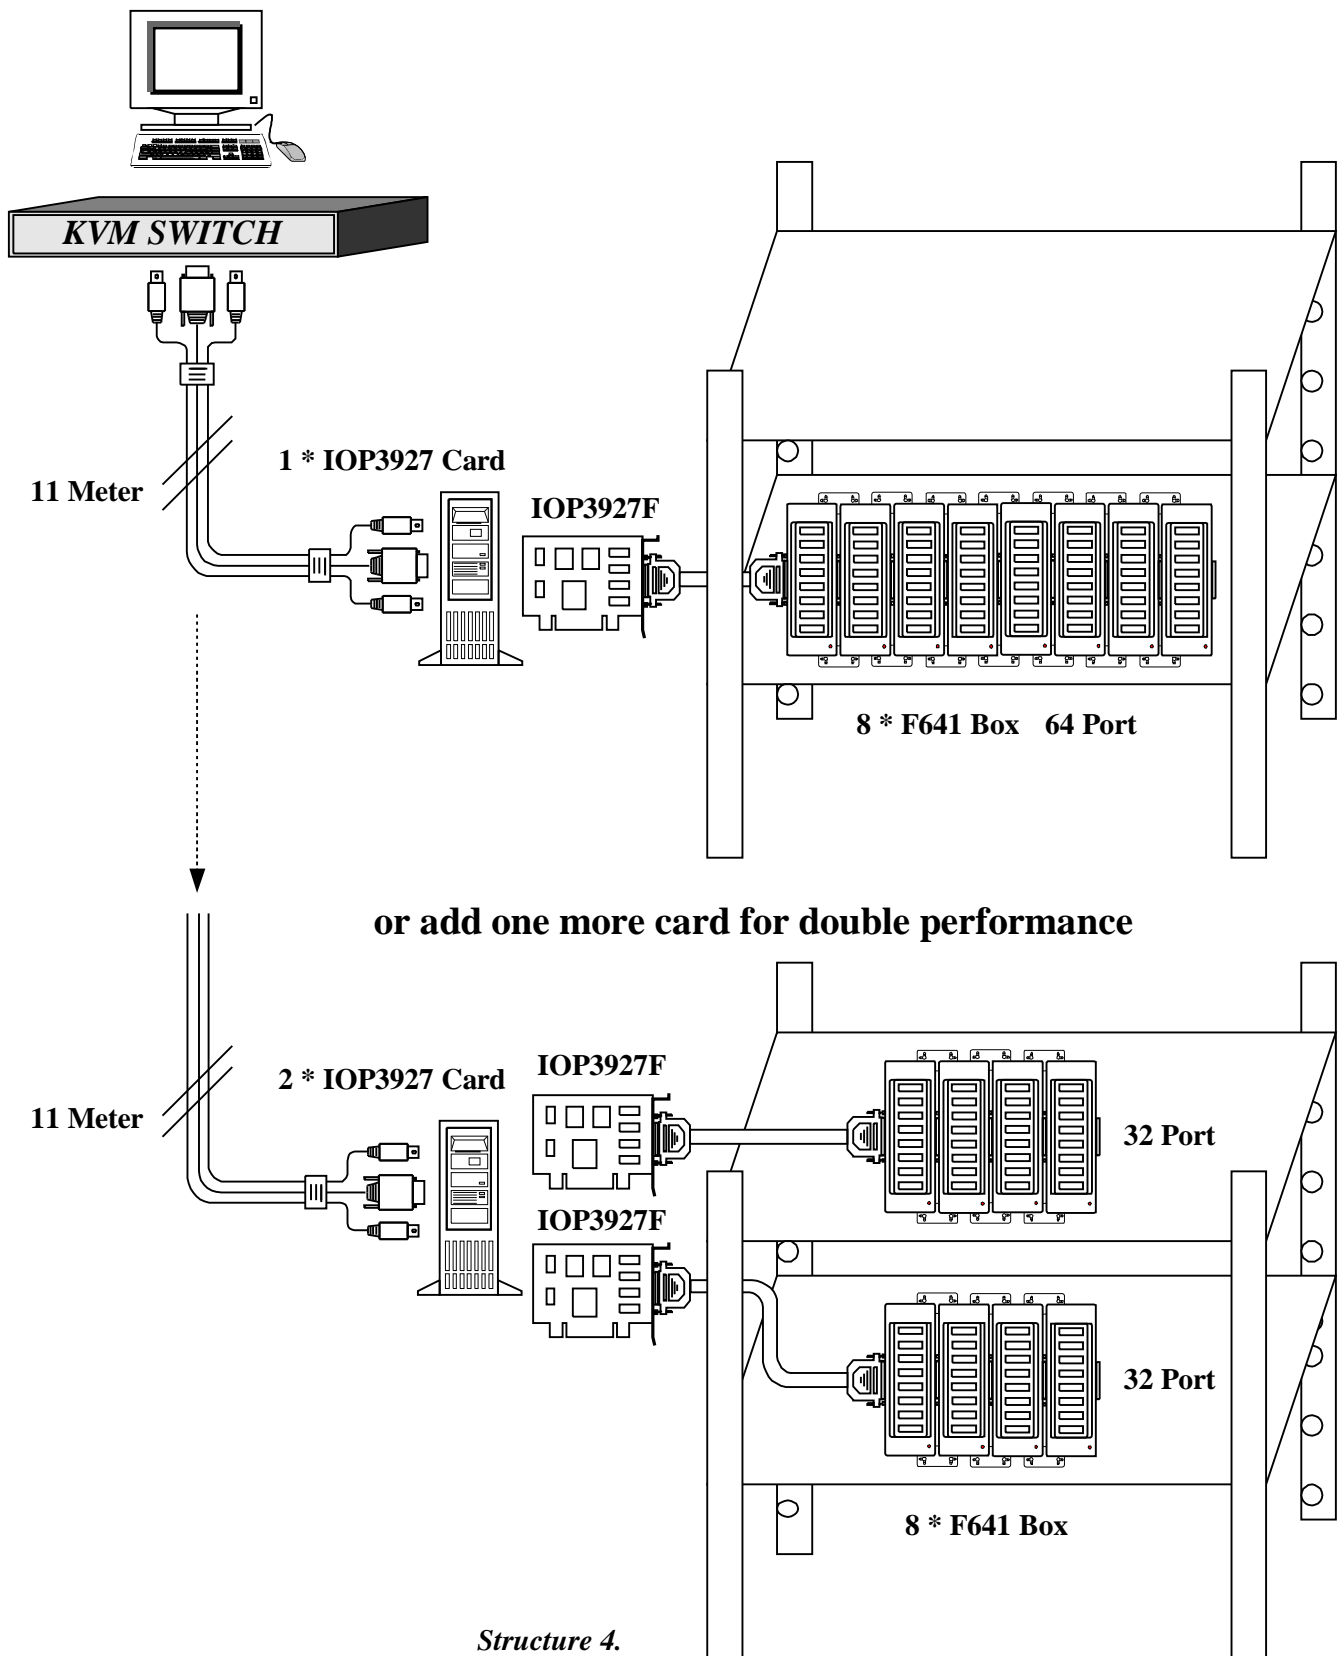 KVM SWITCH
1 * IOP3927 Card
11 Meter
IOP3927F
8 * F641 Box 64 Port
or add one more card for double performance
IOP3927F
2 * IOP3927 Card
11 Meter
32 Port
IOP3927F
32 Port
8 * F641 Box
Structure 4.